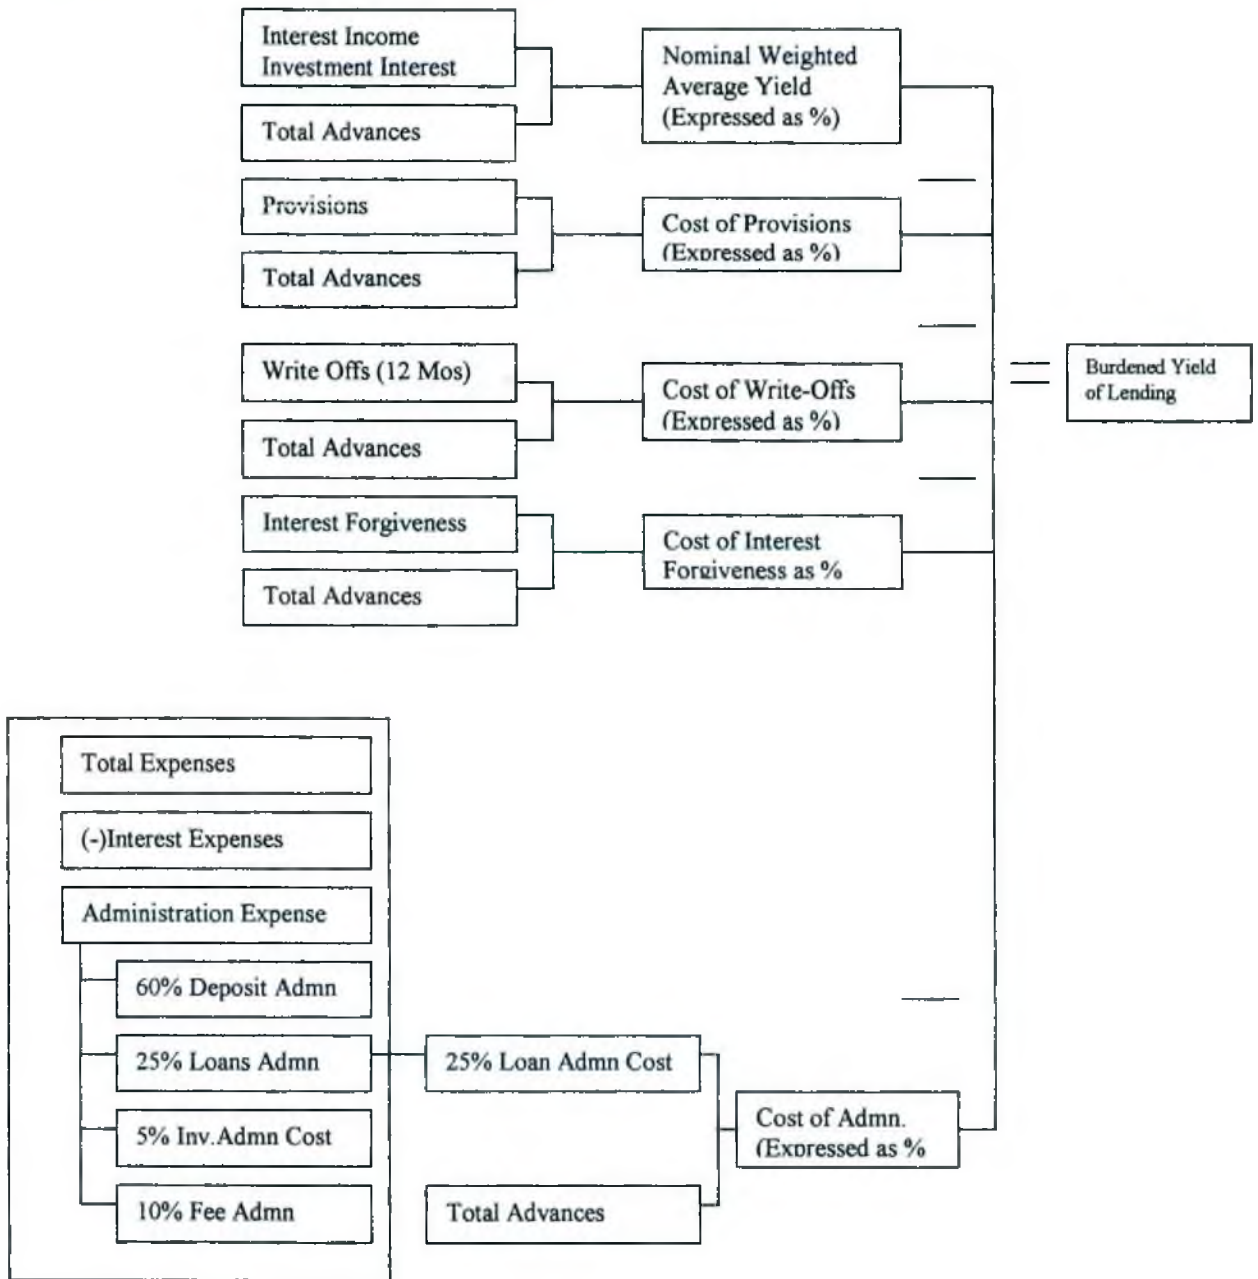 Interest Income
Investment Interest
Total Advances
Nominal Weighted
Average Yield
(Expressed as %)
Provisions
Total Advances
Cost of Provisions
(Expressed as %)
Write Offs (12 Mos)
Total Advances
Cost of Write-Offs
(Expressed as %)
Burdened Yield
of Lending
Interest Forgiveness
Total Advances
Cost of Interest
Forgiveness as %
Total Expenses
(-)Interest Expenses
Administration Expense
60% Deposit Admn
25% Loans Admn
5% Inv.Admn Cost
10% Fee Admn
25% Loan Admn Cost
Total Advances
Cost of Admn.
(Expressed as %